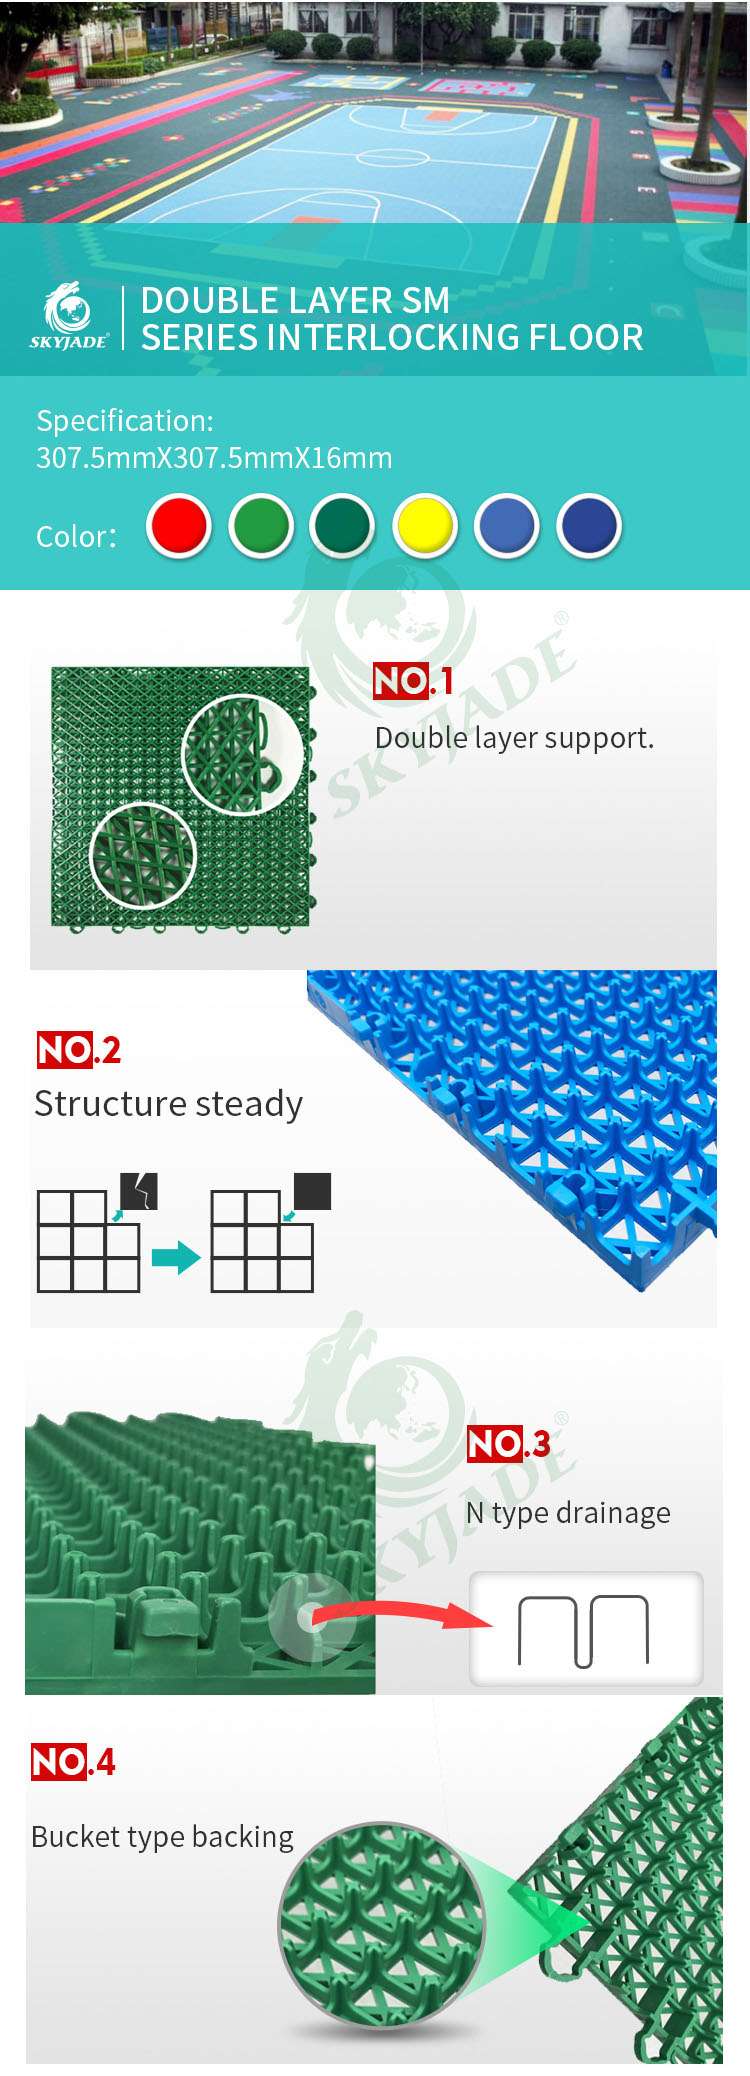 SKYJADE®
DOUBLE LAYER SM
SERIES INTERLOCKING FLOOR
Specification:
307.5mmX307.5mmX16mm
Color:
SKYJADE®
NO.1
Double layer support.
NO.2
Structure steady
SKYJADE®
NO.3
N type drainage
NO.4
Bucket type backing